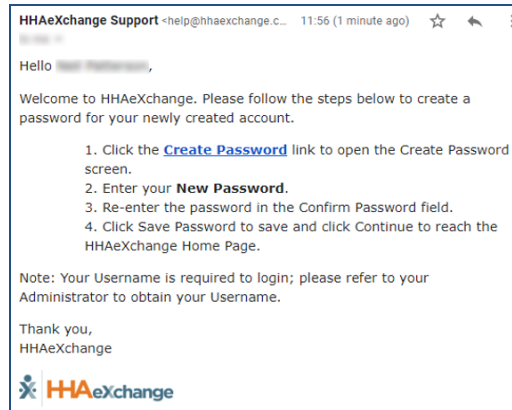 HHAeXchange Support <help@hhaexchange.c... 11:56 (1 minute ago)
Hello ,
Welcome to HHAeXchange. Please follow the steps below to create a
password for your newly created account.
1. Click the Create Password link to open the Create Password
screen.
2. Enter your New Password.
3. Re-enter the password in the Confirm Password field.
4. Click Save Password to save and click Continue to reach the
HHAeXchange Home Page.
Note: Your Username is required to login; please refer to your
Administrator to obtain your Username.
Thank you,
HHAeXchange
HHAeXchange